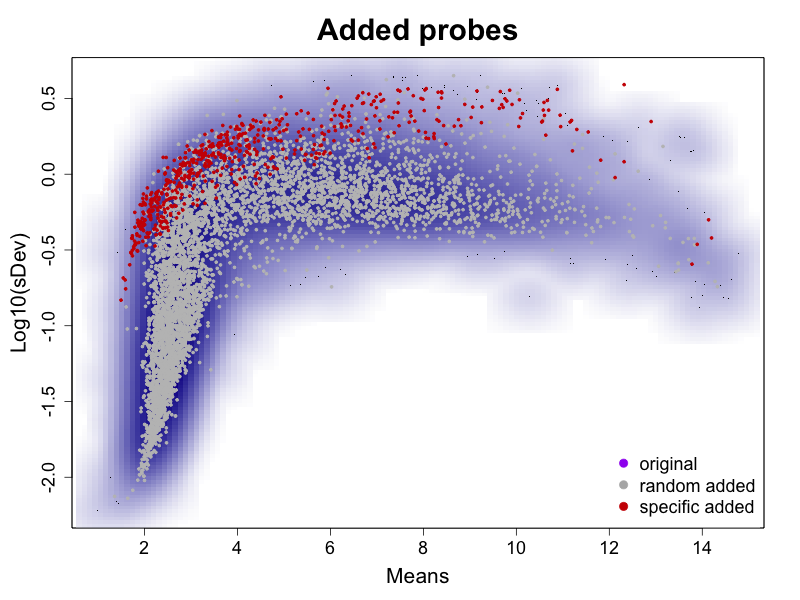 Added probes
Log10(sDev)
0.5
0.0
-0.5
-1.0
-1.5
-2.0
original
random added
specific added
2 4 6 8 10 12 14
Means